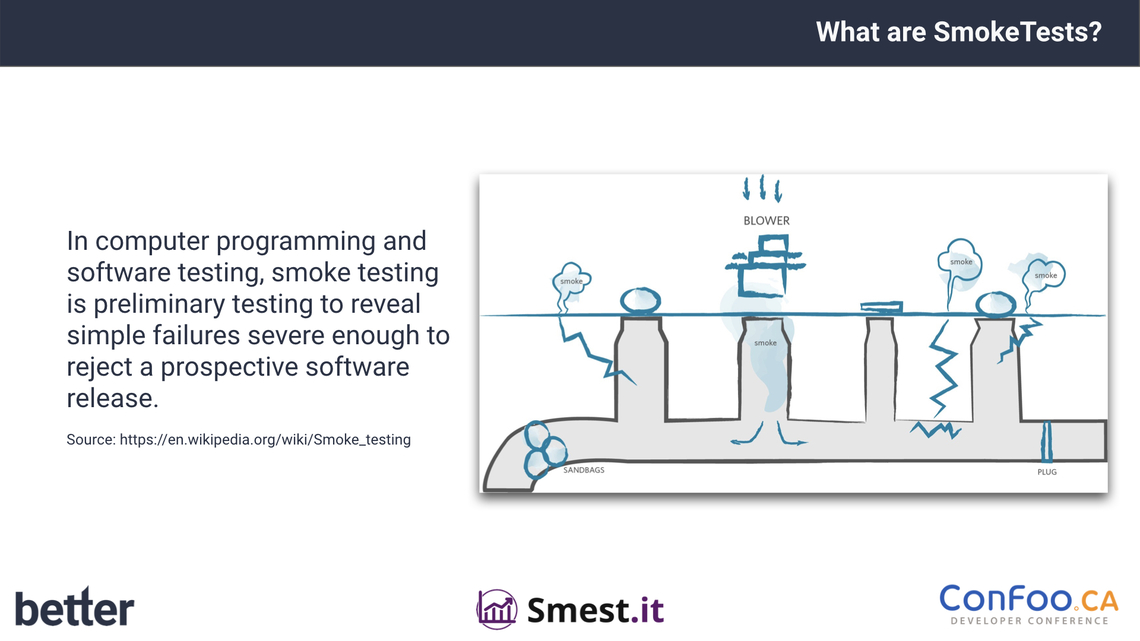 What are SmokeTests?
In computer programming and
software testing, smoke testing
is preliminary testing to reveal
simple failures severe enough to
reject a prospective software
release.
Source: https://en.wikipedia.org/wiki/Smoke_testing
BLOWER
smoke
smoke
smoke
smoke
SANDBAGS
PLUG
better
Smest.it
ConFoo.CA
DEVELOPER CONFERENCE